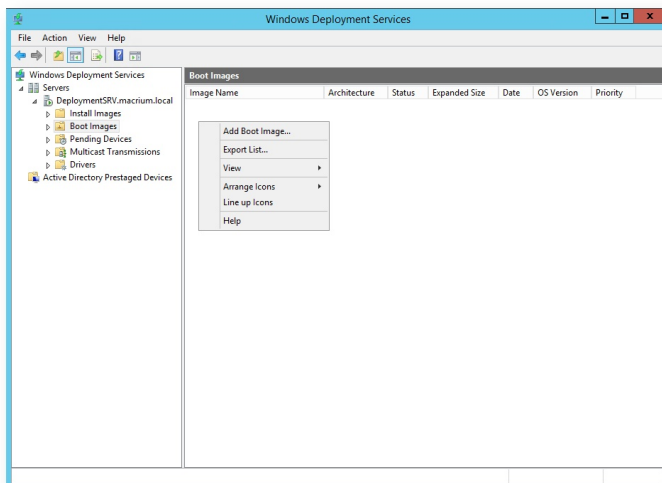 Windows Deployment Services
File Action View Help
Windows Deployment Services
Servers
DeploymentSRV.macrium.local
Install Images
Boot Images
Pending Devices
Multicast Transmissions
Drivers
Active Directory Prestaged Devices
Boot Images
Image Name Architecture Status Expanded Size Date OS Version Priority
Add Boot Image...
Export List...
View
Arrange Icons
Line up Icons
Help